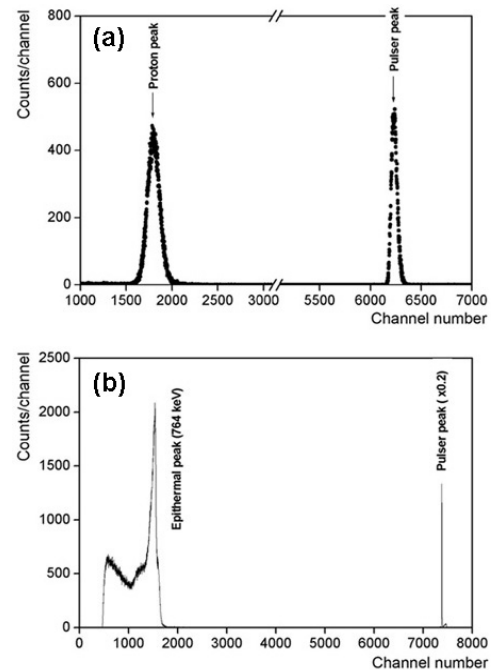 (a)
Counts/channel
800
600
400
200
0
Proton peak
Pulser peak
1000 1500 2000 2500 3000 5500 6000 6500 7000
Channel number
(b)
Counts/channel
2500
2000
1500
1000
500
0
Epithermal peak (764 keV)
Pulser peak ( x0.2)
0 1000 2000 3000 4000 5000 6000 7000 8000
Channel number